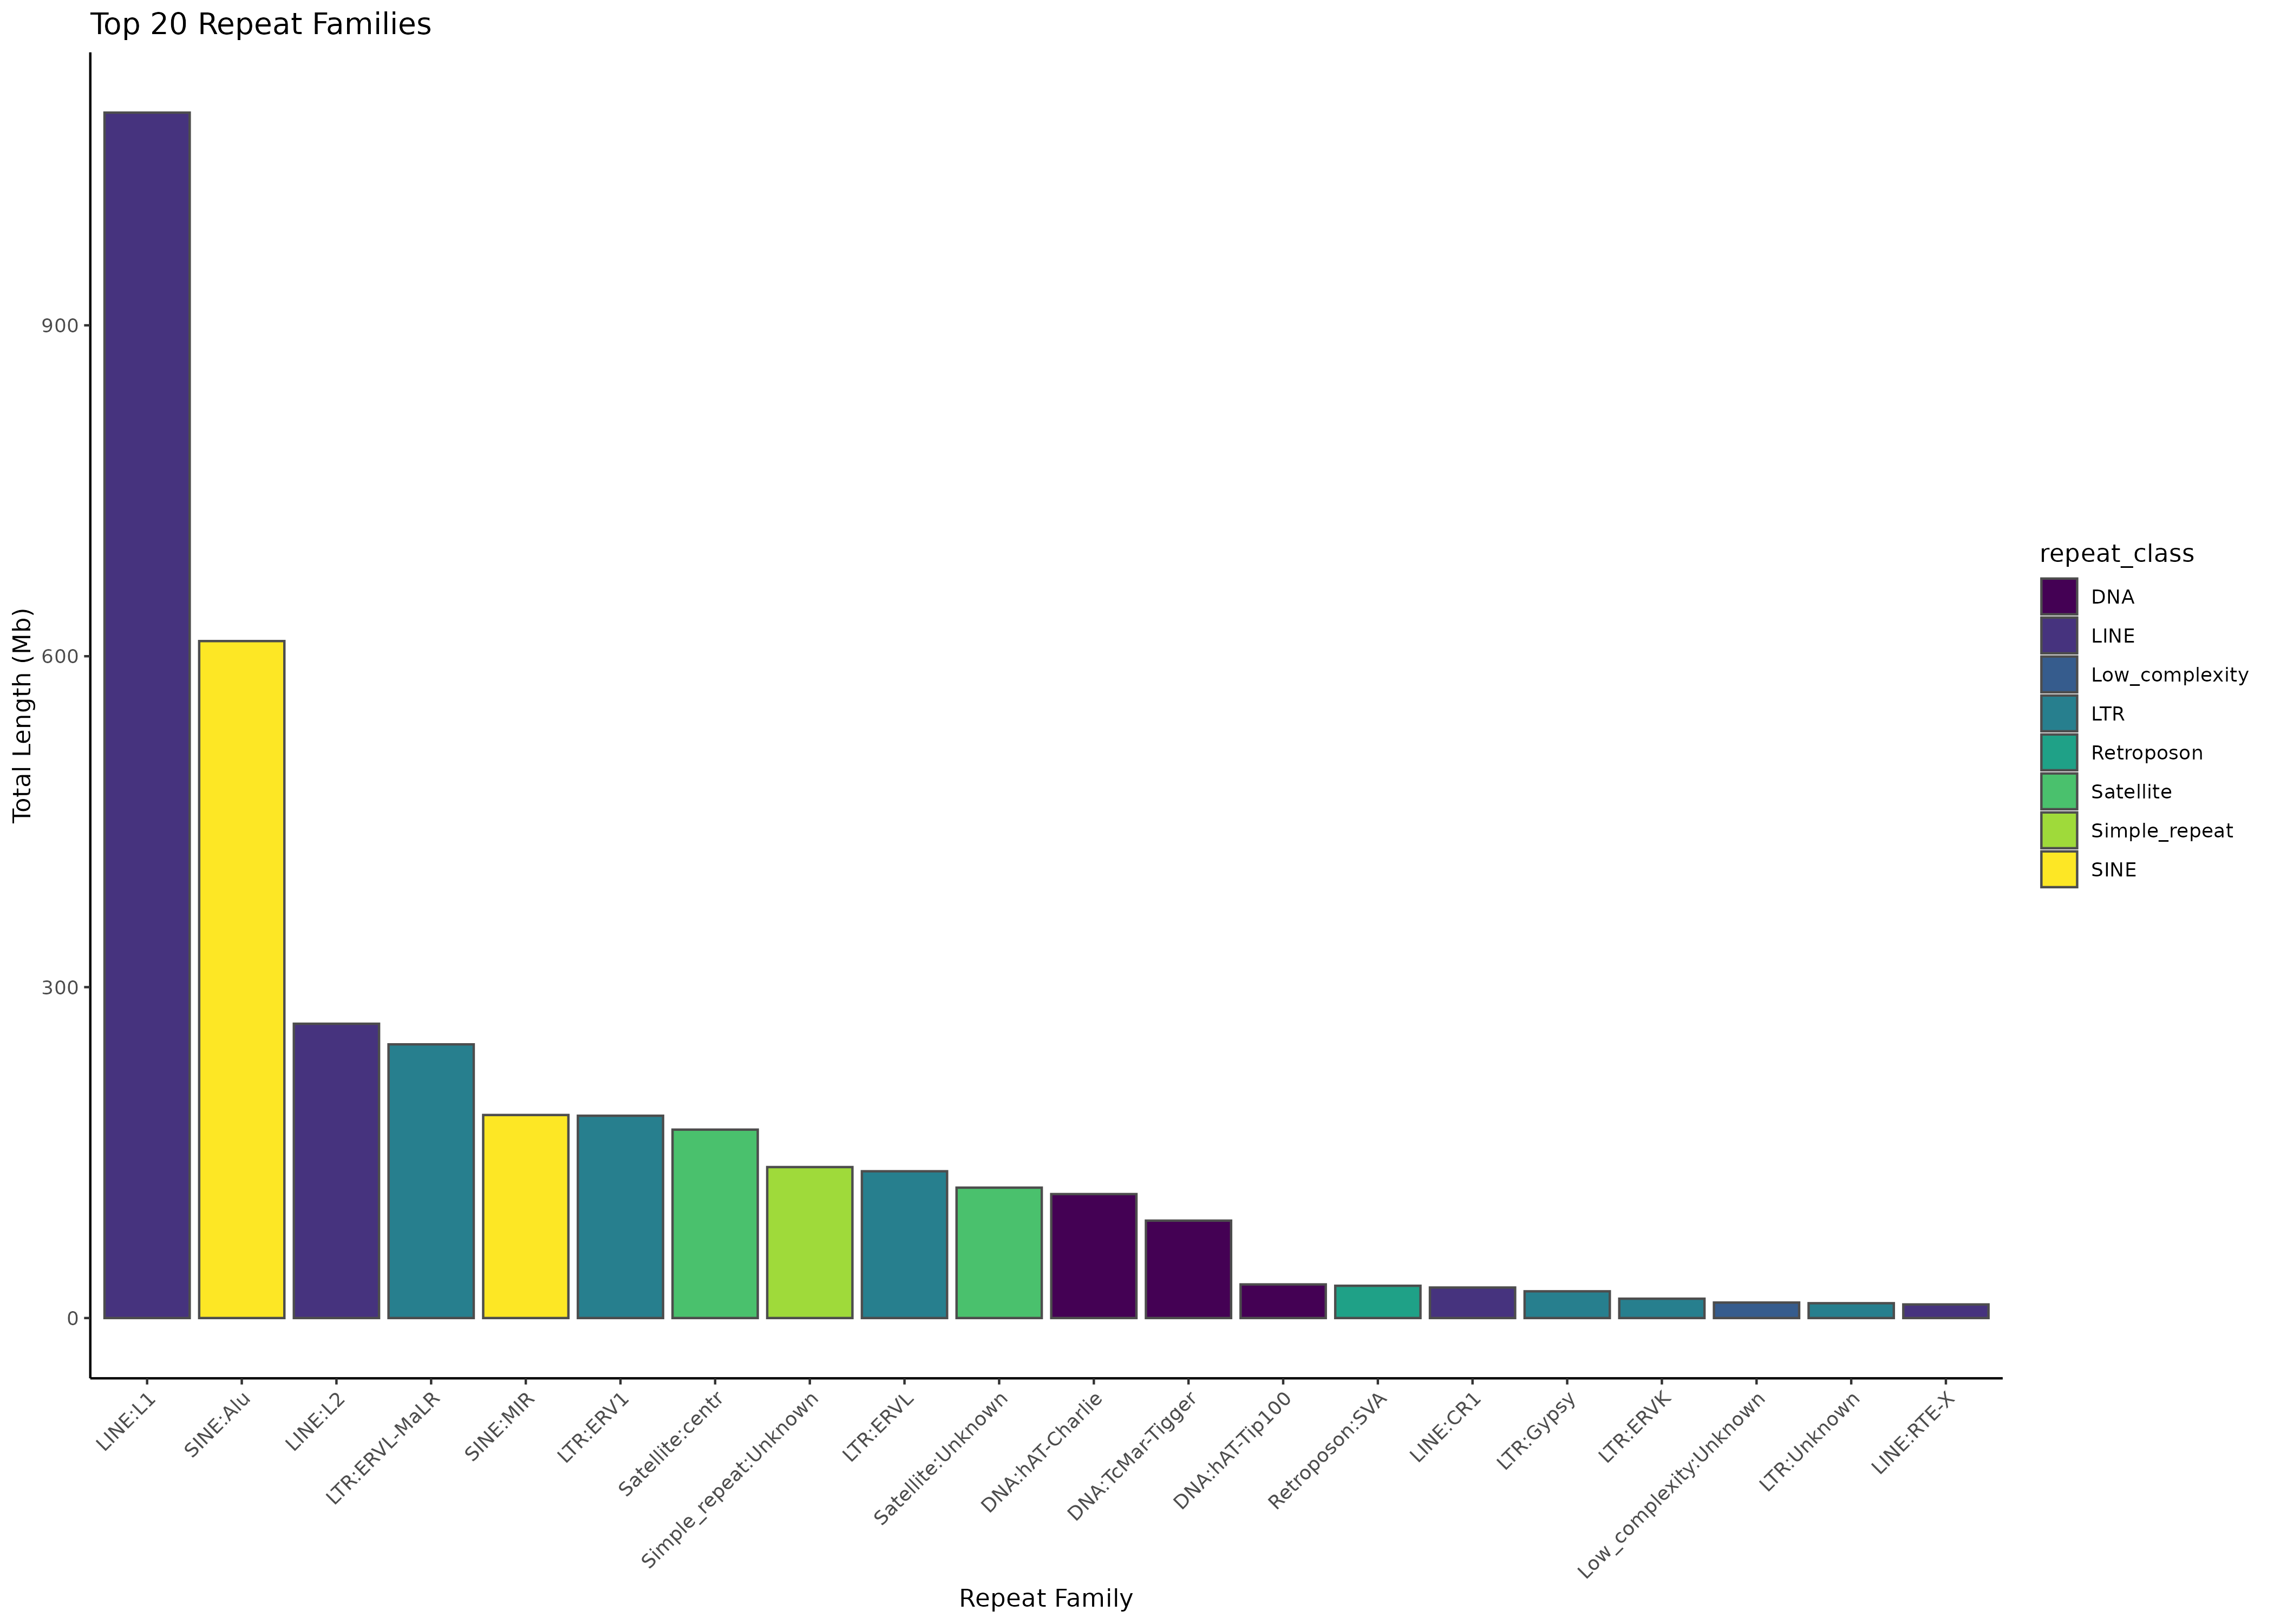 Top 20 Repeat Families
Total Length (Mb)
900
600
300
0
LINE:L1
SINE:Alu
LINE:L2
LTR:ERVL-MaLR
SINE:MIR
LTR:ERV1
Satellite:centr
Simple_repeat:Unknown
LTR:ERVL
Satellite:Unknown
DNA:hAT-Charlie
DNA:TcMar-Tigger
DNA:hAT-Tip100
Retroposon:SVA
LINE:CR1
LTR:Gypsy
LTR:ERVK
Low_complexity:Unknown
LTR:Unknown
LINE:RTE-X
Repeat Family
repeat_class
DNA
LINE
Low_complexity
LTR
Retroposon
Satellite
Simple_repeat
SINE